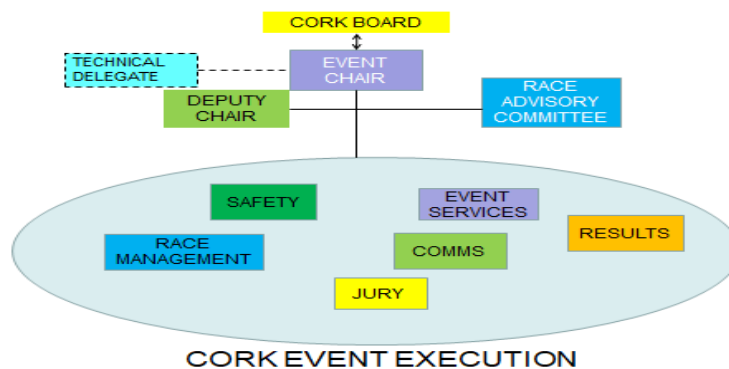 CORK BOARD
TECHNICAL
DELEGATE
EVENT
CHAIR
DEPUTY
CHAIR
RACE
ADVISORY
COMMITTEE
SAFETY
EVENT
SERVICES
RESULTS
RACE
MANAGEMENT
COMMS
JURY
CORK EVENT EXECUTION